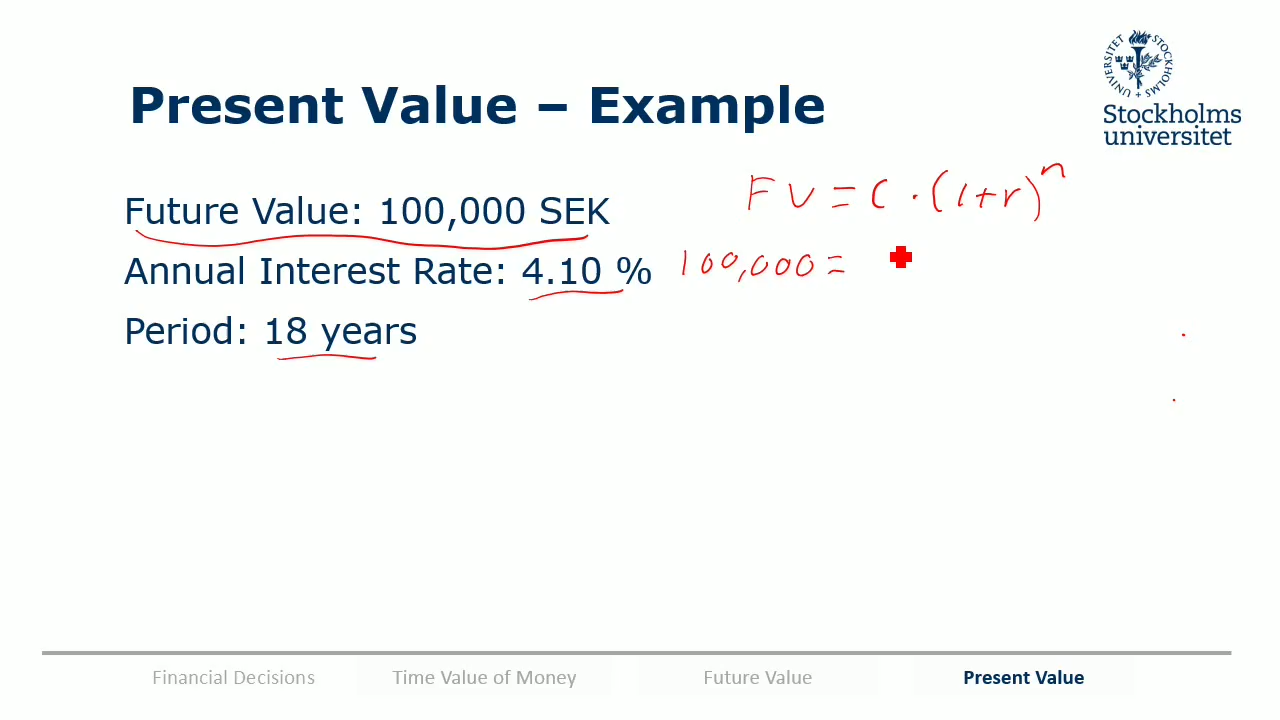 Present Value – Example
STOCKHOLMS UNIVERSITET
Stockholms
universitet
Future Value: 100,000 SEK
FV = C · (1+r)^n
Annual Interest Rate: 4.10 %
100,000 =
Period: 18 years
Financial Decisions
Time Value of Money
Future Value
Present Value